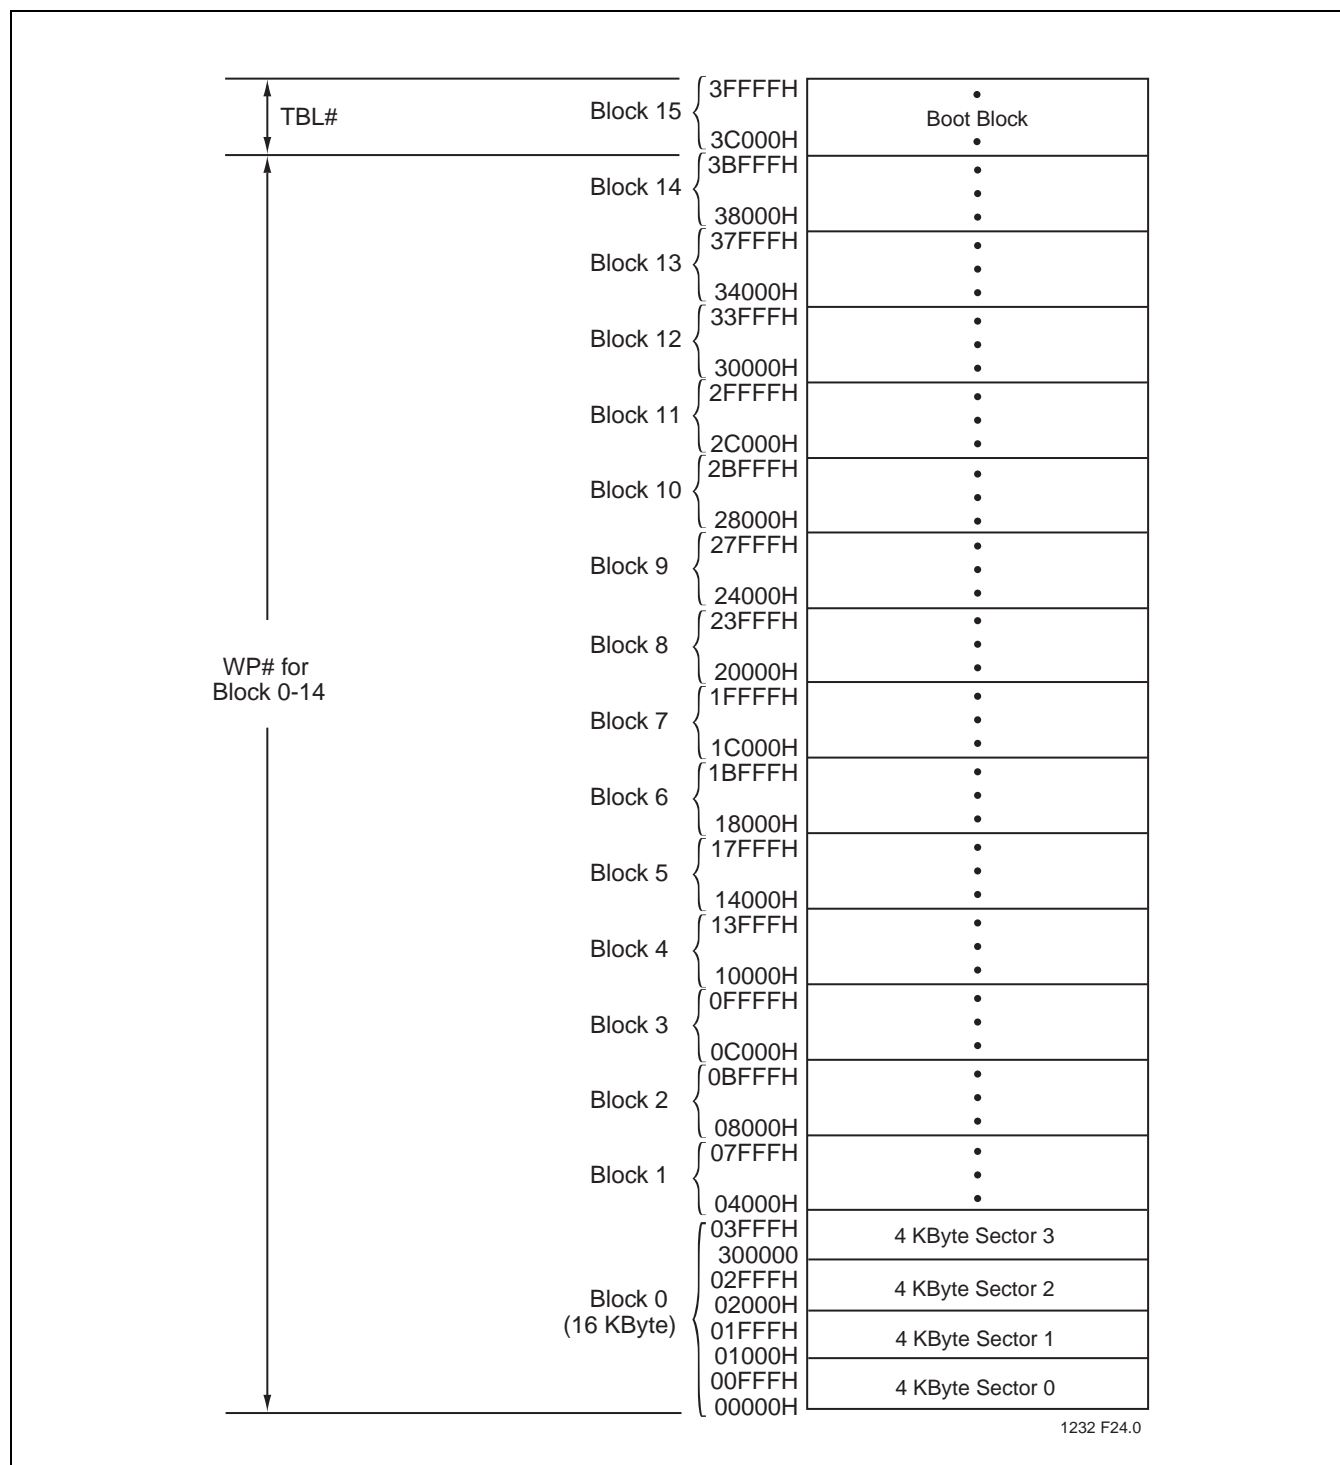 TBL#
Block 15
3FFFFH
3C000H
Boot Block
Block 14
3BFFFH
38000H
Block 13
37FFFH
34000H
Block 12
33FFFH
30000H
Block 11
2FFFFH
2C000H
Block 10
2BFFFH
28000H
Block 9
27FFFH
24000H
WP# for
Block 0-14
Block 8
23FFFH
20000H
Block 7
1FFFFH
1C000H
Block 6
1BFFFH
18000H
Block 5
17FFFH
14000H
Block 4
13FFFH
10000H
Block 3
0FFFFH
0C000H
Block 2
0BFFFH
08000H
Block 1
07FFFH
04000H
Block 0
(16 KByte)
03FFFH
300000
4 KByte Sector 3
02FFFH
02000H
4 KByte Sector 2
01FFFH
01000H
4 KByte Sector 1
00FFFH
00000H
4 KByte Sector 0
1232 F24.0